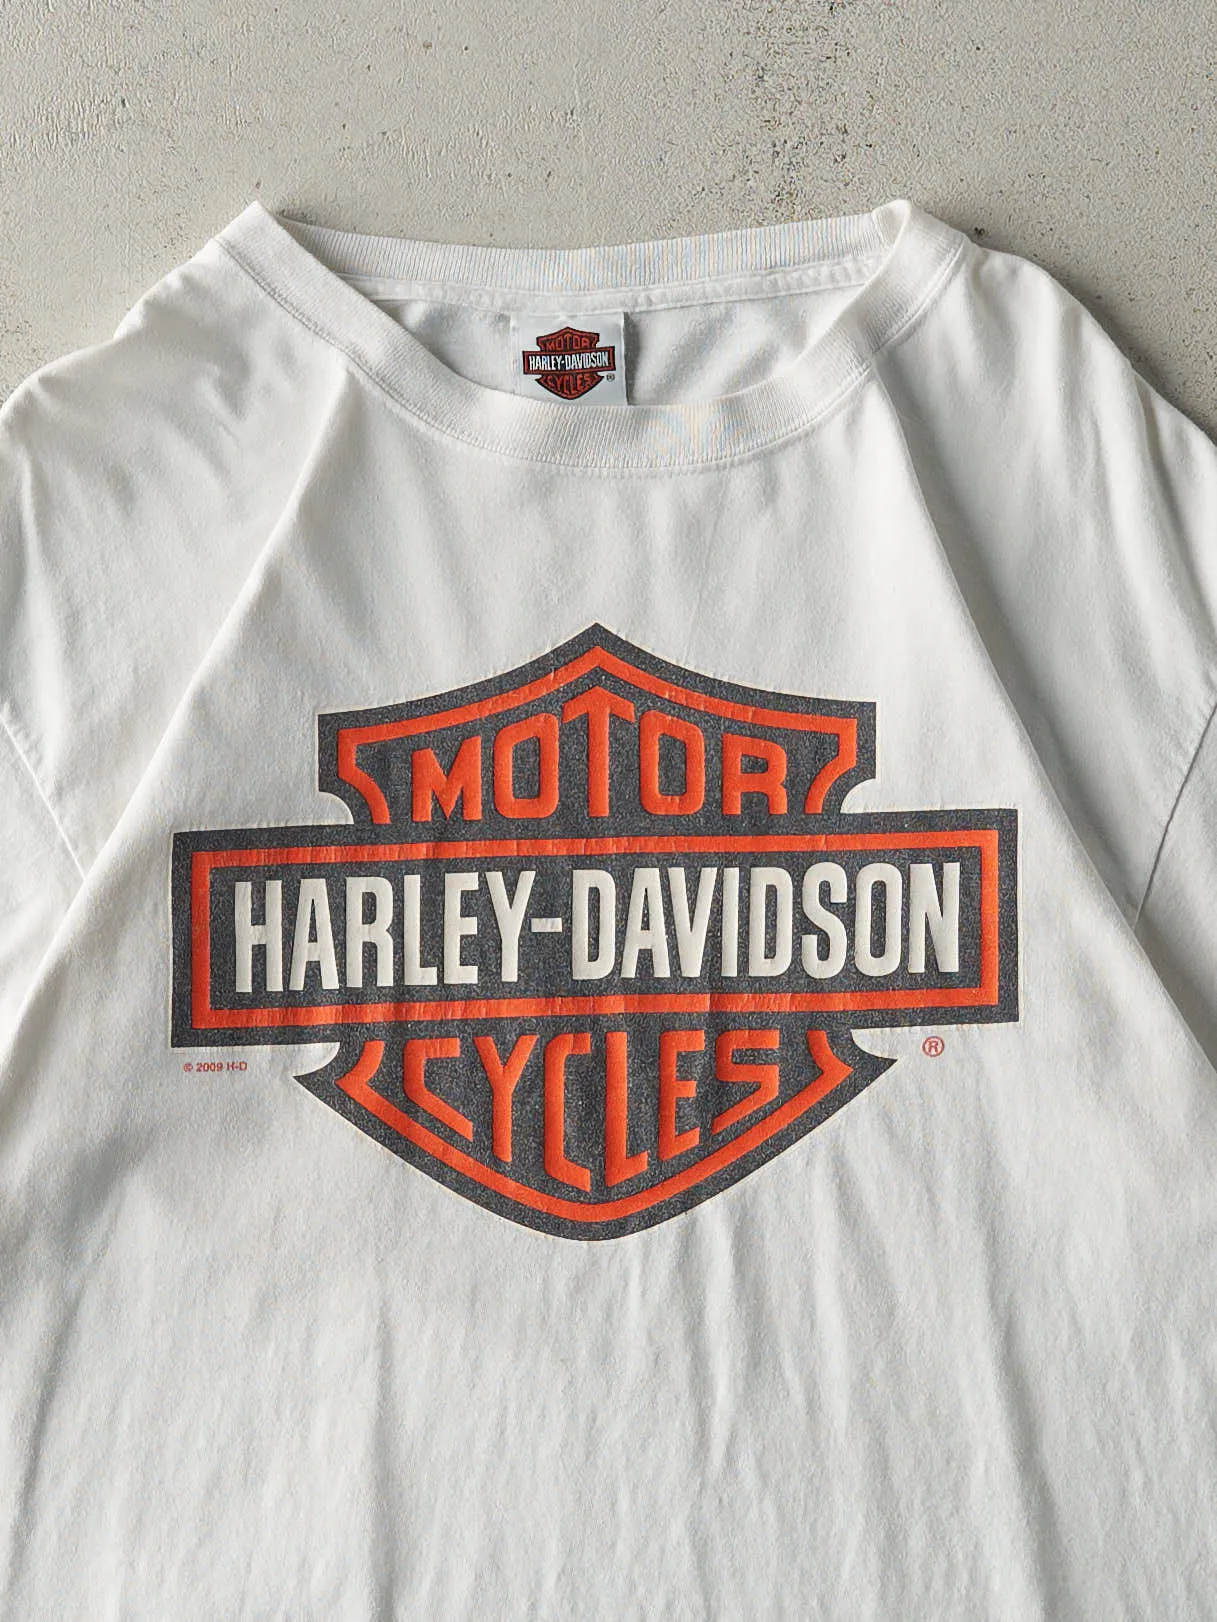 MOTOR
HARLEY-DAVIDSON
CYCLES ®
MOTOR
HARLEY-DAVIDSON
CYCLES
®
© 2009 H-D